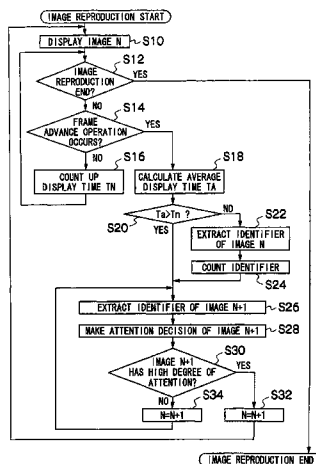 IMAGE REPRODUCTION START
S10
DISPLAY IMAGE N
S12
IMAGE
REPRODUCTION
END?
YES
NO
S14
FRAME
ADVANCE OPERATION
OCCURS?
YES
NO
S16
COUNT UP
DISPLAY TIME TN
S18
CALCULATE AVERAGE
DISPLAY TIME TA
Ta>Tn ?
NO
S20
YES
S22
EXTRACT IDENTIFIER
OF IMAGE N
COUNT IDENTIFIER
S24
EXTRACT IDENTIFIER OF IMAGE N+1
S26
MAKE ATTENTION DECISION OF IMAGE N+1
S28
S30
IMAGE N+1
HAS HIGH DEGREE OF
ATTENTION?
YES
NO
S34
N=N+1
S32
N=N+1
IMAGE REPRODUCTION END